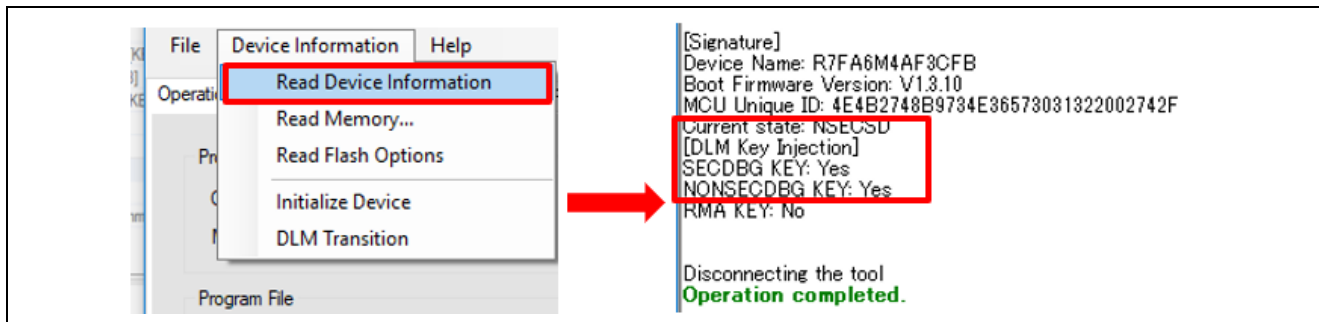 File Device Information Help
Read Device Information
Read Memory...
Read Flash Options
Initialize Device
DLM Transition
Program File
[Signature]
Device Name: R7FA6M4AF3CFB
Boot Firmware Version: V1.3.10
MCU Unique ID: 4E4B2748B9734E36573031322002742F
Current state: NSECSD
[DLM Key Injection]
SECDBG KEY: Yes
NONSECDBG KEY: Yes
RMA KEY: No
Disconnecting the tool
Operation completed.